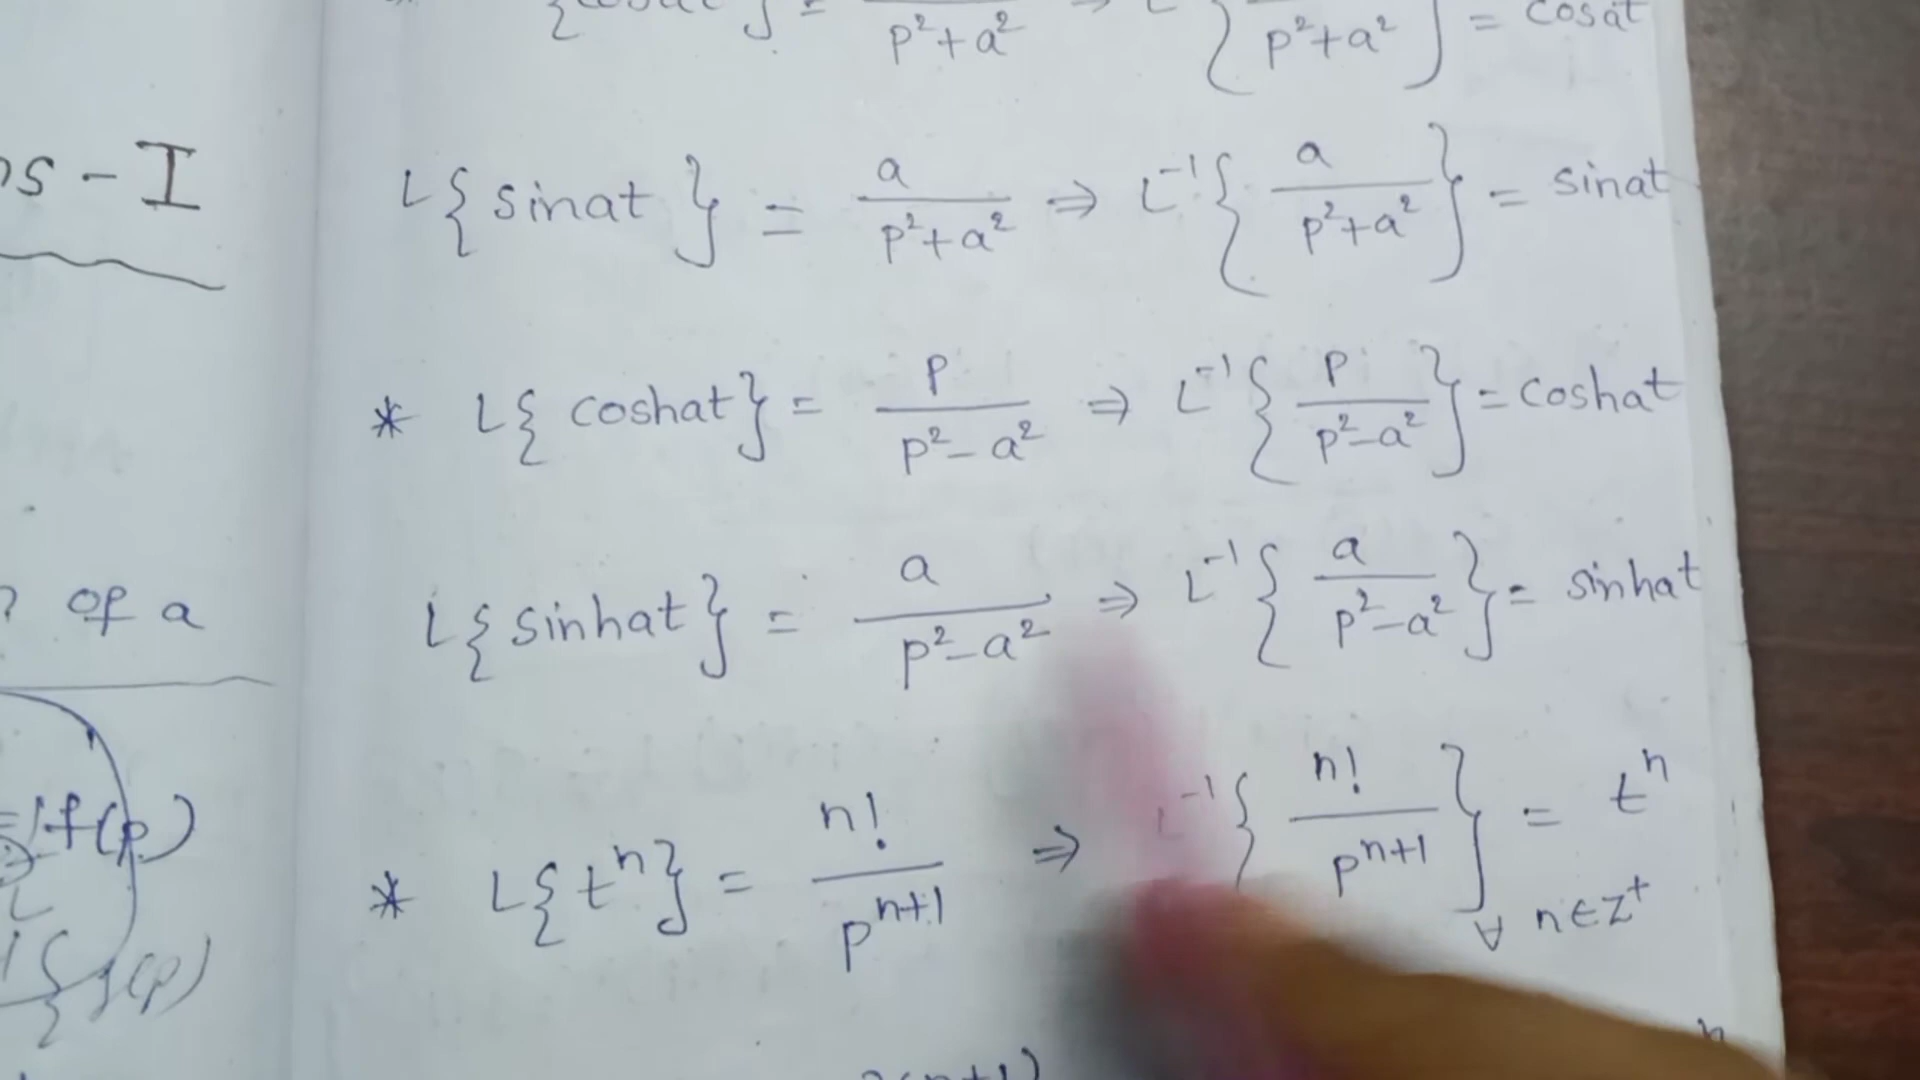 p²+a² p²+a² } = cosat
L{sinat} = a/(p²+a²) ⇒ L⁻¹{a/(p²+a²)} = sinat
* L{coshat} = p/(p²-a²) ⇒ L⁻¹{p/(p²-a²)} = coshat
L{sinhat} = a/(p²-a²) ⇒ L⁻¹{a/(p²-a²)} = sinhat
* L{tⁿ} = n!/pⁿ⁺¹ ⇒ L⁻¹{n!/pⁿ⁺¹} = tⁿ
∀ n∈Z⁺
s - I
of a
f(p)